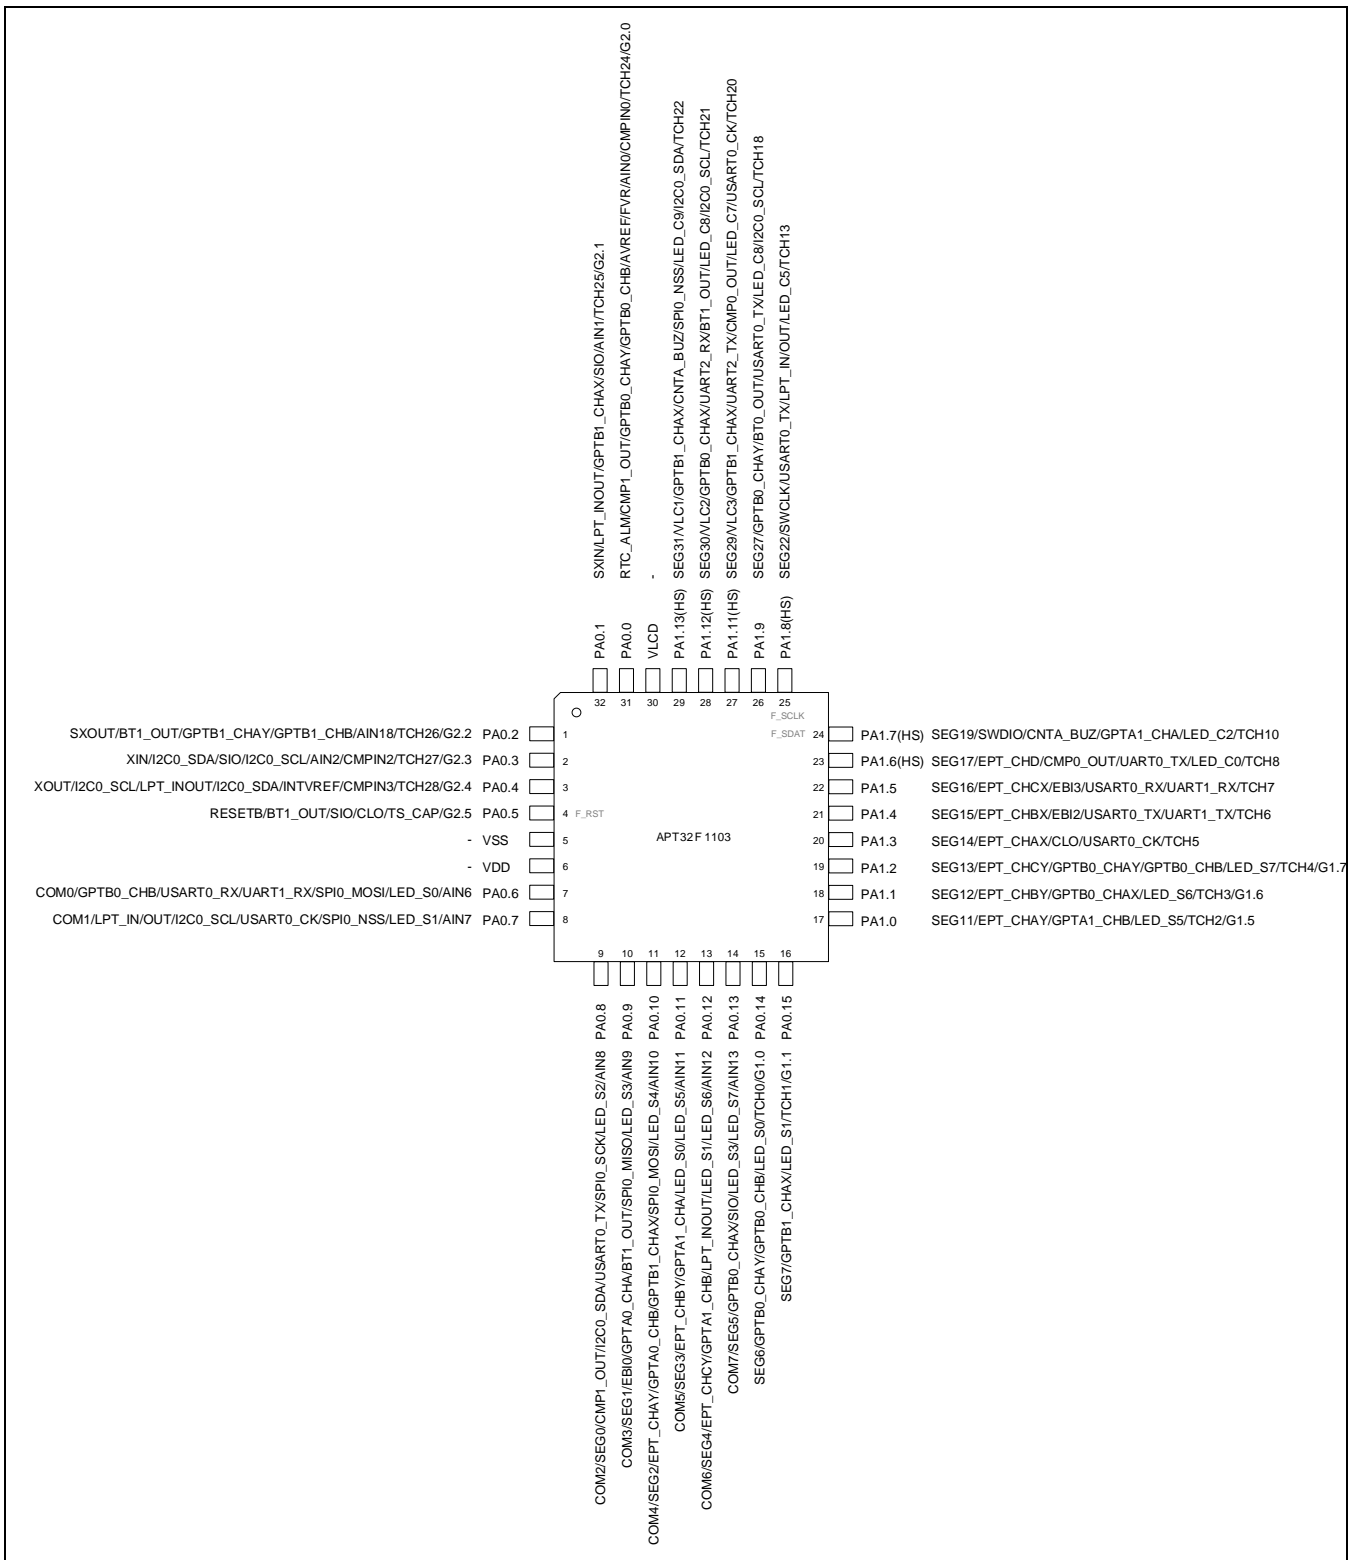 SXIN/LPT_INOUT/GPTB1_CHAX/SIO/AIN1/TCH25/G2.1
RTC_ALM/CMP1_OUT/GPTB0_CHAY/GPTB0_CHB/AVREF/FVR/AIN0/CMPIN0/TCH24/G2.0
-
SEG31/VLC1/GPTB1_CHAX/CNTA_BUZ/SPI0_NSS/LED_C9/I2C0_SDA/TCH22
SEG30/VLC2/GPTB0_CHAX/UART2_RX/BT1_OUT/LED_C8/I2C0_SCL/TCH21
SEG29/VLC3/GPTB1_CHAX/UART2_TX/CMP0_OUT/LED_C7/USART0_CK/TCH20
SEG27/GPTB0_CHAY/BT0_OUT/USART0_TX/LED_C8/I2C0_SCL/TCH18
SEG22/SWCLK/USART0_TX/LPT_IN/OUT/LED_C5/TCH13
PA0.1
PA0.0
VLCD
PA1.13(HS)
PA1.12(HS)
PA1.11(HS)
PA1.9
PA1.8(HS)
32 31 30 29 28 27 26 25
F_SCLK
SXOUT/BT1_OUT/GPTB1_CHAY/GPTB1_CHB/AIN18/TCH26/G2.2 PA0.2 1
F_SDAT 24 PA1.7(HS) SEG19/SWDIO/CNTA_BUZ/GPTA1_CHA/LED_C2/TCH10
XIN/I2C0_SDA/SIO/I2C0_SCL/AIN2/CMPIN2/TCH27/G2.3 PA0.3 2
23 PA1.6(HS) SEG17/EPT_CHD/CMP0_OUT/UART0_TX/LED_C0/TCH8
XOUT/I2C0_SCL/LPT_INOUT/I2C0_SDA/INTVREF/CMPIN3/TCH28/G2.4 PA0.4 3
22 PA1.5 SEG16/EPT_CHCX/EBI3/USART0_RX/UART1_RX/TCH7
RESETB/BT1_OUT/SIO/CLO/TS_CAP/G2.5 PA0.5 4 F_RST
21 PA1.4 SEG15/EPT_CHBX/EBI2/USART0_TX/UART1_TX/TCH6
- VSS 5
APT32F1103
20 PA1.3 SEG14/EPT_CHAX/CLO/USART0_CK/TCH5
- VDD 6
19 PA1.2 SEG13/EPT_CHCY/GPTB0_CHAY/GPTB0_CHB/LED_S7/TCH4/G1.7
COM0/GPTB0_CHB/USART0_RX/UART1_RX/SPI0_MOSI/LED_S0/AIN6 PA0.6 7
18 PA1.1 SEG12/EPT_CHBY/GPTB0_CHAX/LED_S6/TCH3/G1.6
COM1/LPT_IN/OUT/I2C0_SCL/USART0_CK/SPI0_NSS/LED_S1/AIN7 PA0.7 8
17 PA1.0 SEG11/EPT_CHAY/GPTA1_CHB/LED_S5/TCH2/G1.5
9 10 11 12 13 14 15 16
COM2/SEG0/CMP1_OUT/I2C0_SDA/USART0_TX/SPI0_SCK/LED_S2/AIN8 PA0.8
COM3/SEG1/EBI0/GPTA0_CHA/BT1_OUT/SPI0_MISO/LED_S3/AIN9 PA0.9
COM4/SEG2/EPT_CHAY/GPTA0_CHB/GPTB1_CHAX/SPI0_MOSI/LED_S4/AIN10 PA0.10
COM5/SEG3/EPT_CHBY/GPTA1_CHA/LED_S0/LED_S5/AIN11 PA0.11
COM6/SEG4/EPT_CHCY/GPTA1_CHB/LPT_INOUT/LED_S1/LED_S6/AIN12 PA0.12
COM7/SEG5/GPTB0_CHAX/SIO/LED_S3/LED_S7/AIN13 PA0.13
SEG6/GPTB0_CHAY/GPTB0_CHB/LED_S0/TCH0/G1.0 PA0.14
SEG7/GPTB1_CHAX/LED_S1/TCH1/G1.1 PA0.15